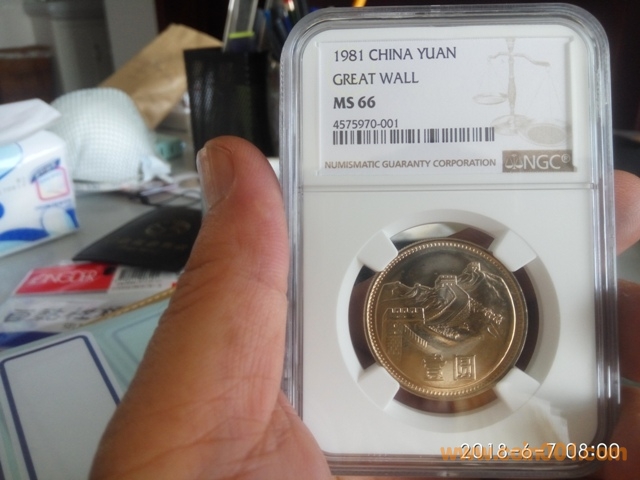 1981 CHINA YUAN
GREAT WALL
MS 66
4575970-001
NUMISMATIC GUARANTY CORPORATION
NGC
壹圆
2018-6-7 08:00